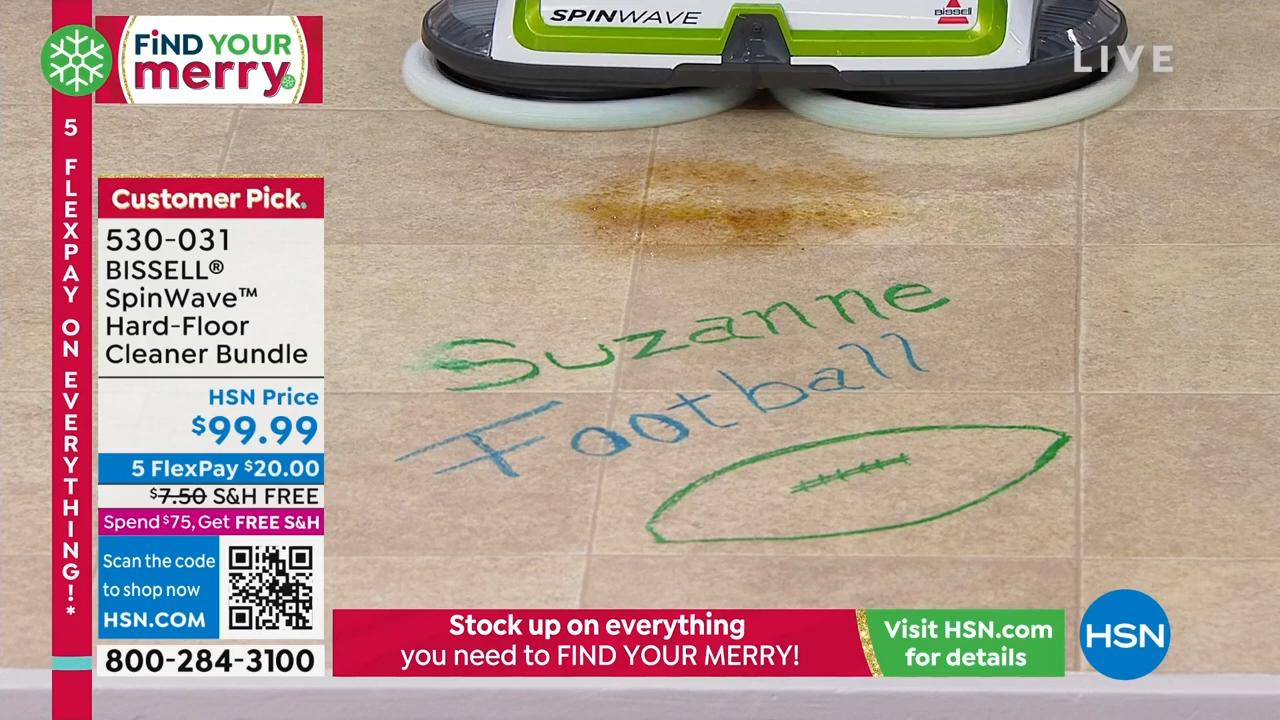 FiND YOUR
merry.
5 FLEXPAY ON EVERYTHING!*
Customer Pick.
530-031
BISSELL®
SpinWave™
Hard-Floor
Cleaner Bundle
HSN Price
$99.99
5 FlexPay $20.00
$7.50 S&H FREE
Spend $75, Get FREE S&H
Scan the code
to shop now
HSN.COM
800-284-3100
SPINWAVE
BISSELL
LIVE
Suzanne
Football
Stock up on everything
you need to FIND YOUR MERRY!
Visit HSN.com
for details
HSN